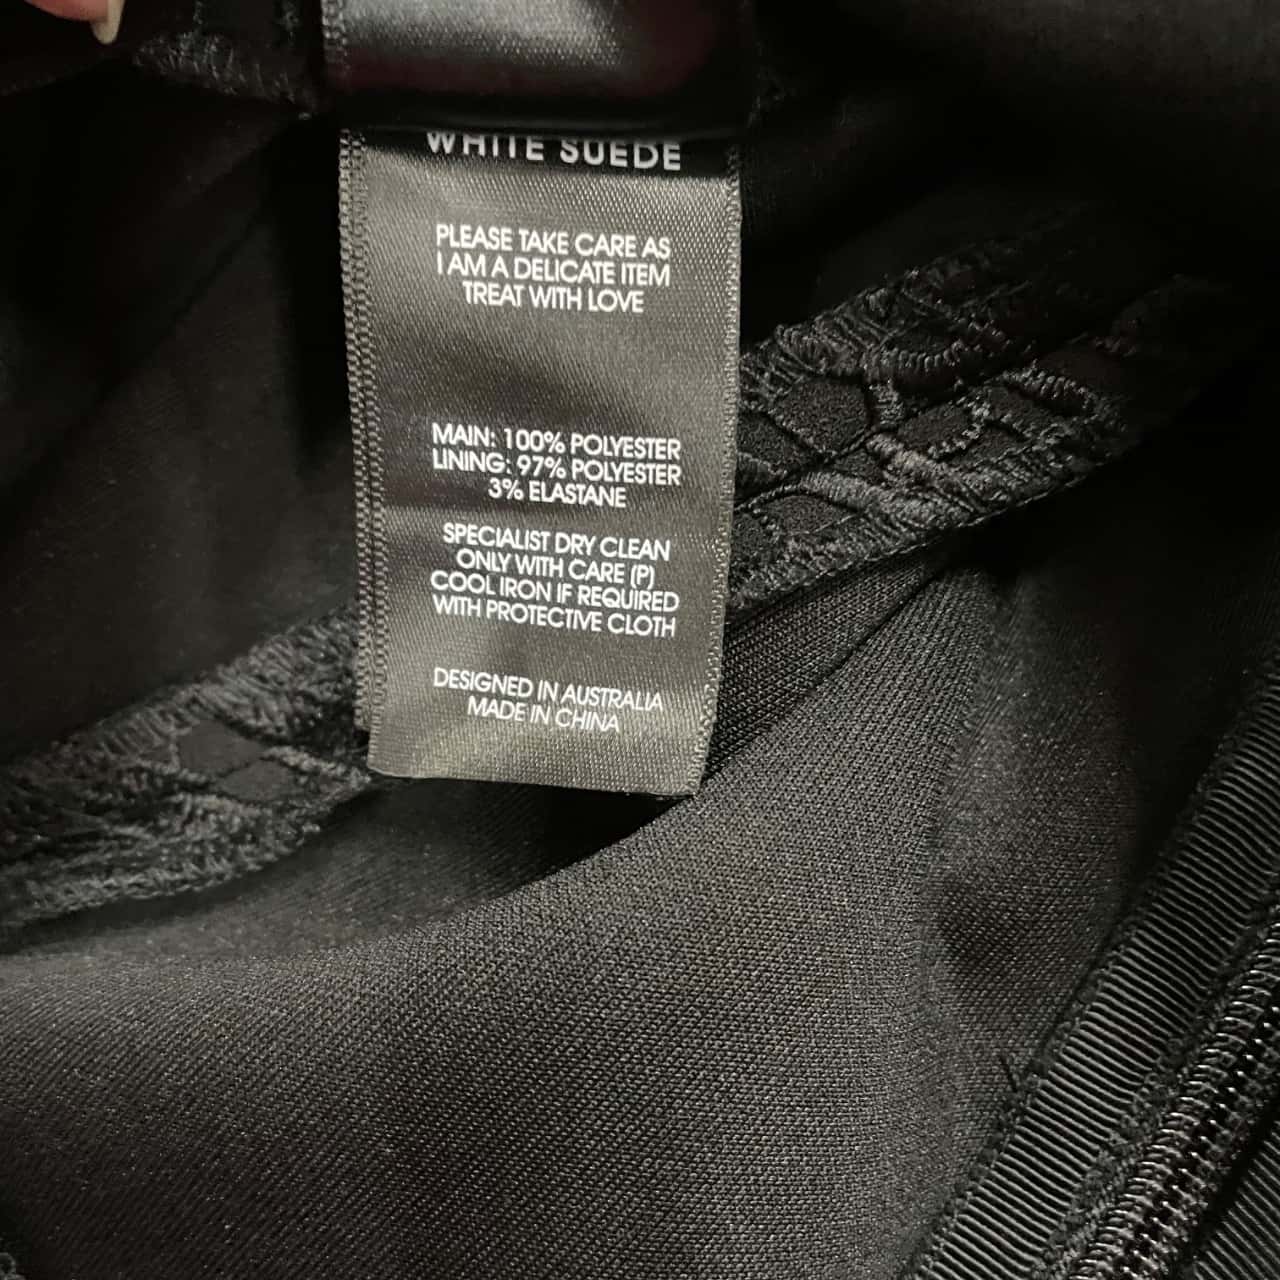 WHITE SUEDE
PLEASE TAKE CARE AS
I AM A DELICATE ITEM
TREAT WITH LOVE
MAIN: 100% POLYESTER
LINING: 97% POLYESTER
3% ELASTANE
SPECIALIST DRY CLEAN
ONLY WITH CARE (P)
COOL IRON IF REQUIRED
WITH PROTECTIVE CLOTH
DESIGNED IN AUSTRALIA
MADE IN CHINA